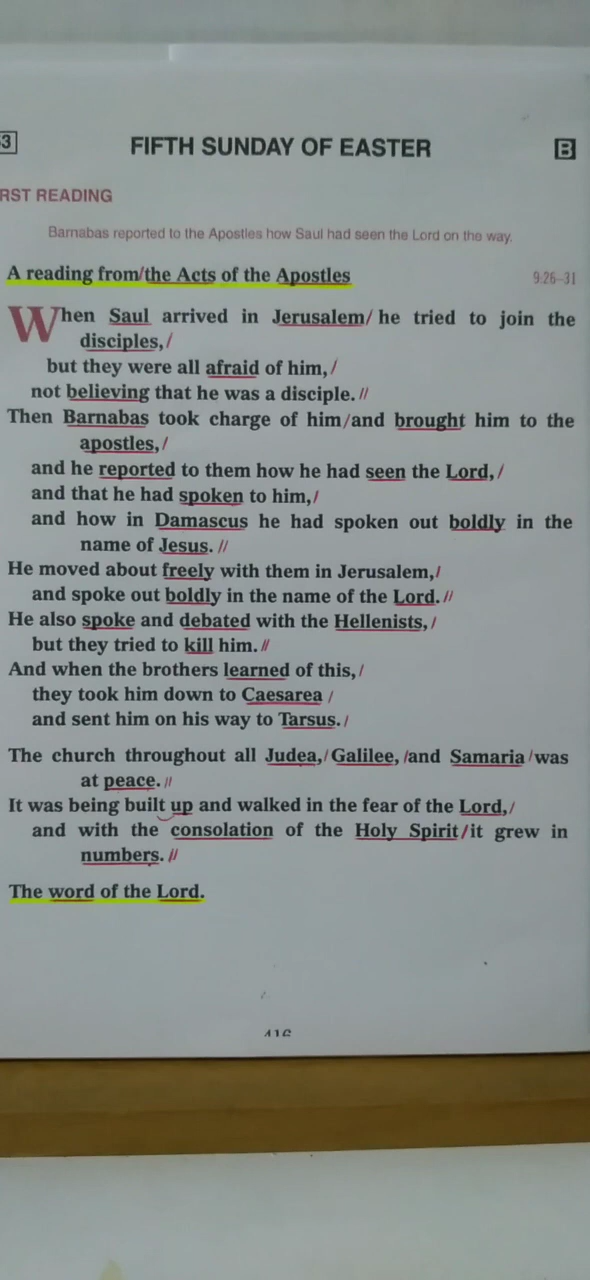 3 FIFTH SUNDAY OF EASTER B
RST READING
Barnabas reported to the Apostles how Saul had seen the Lord on the way.
A reading from/the Acts of the Apostles 9:26–31
When Saul arrived in Jerusalem/ he tried to join the
disciples,/
but they were all afraid of him,/
not believing that he was a disciple.//
Then Barnabas took charge of him/and brought him to the
apostles,/
and he reported to them how he had seen the Lord,/
and that he had spoken to him,/
and how in Damascus he had spoken out boldly in the
name of Jesus. //
He moved about freely with them in Jerusalem,/
and spoke out boldly in the name of the Lord.//
He also spoke and debated with the Hellenists,/
but they tried to kill him.//
And when the brothers learned of this,/
they took him down to Caesarea /
and sent him on his way to Tarsus./
The church throughout all Judea,/Galilee,/and Samaria/was
at peace.//
It was being built up and walked in the fear of the Lord,/
and with the consolation of the Holy Spirit/it grew in
numbers.//
The word of the Lord.